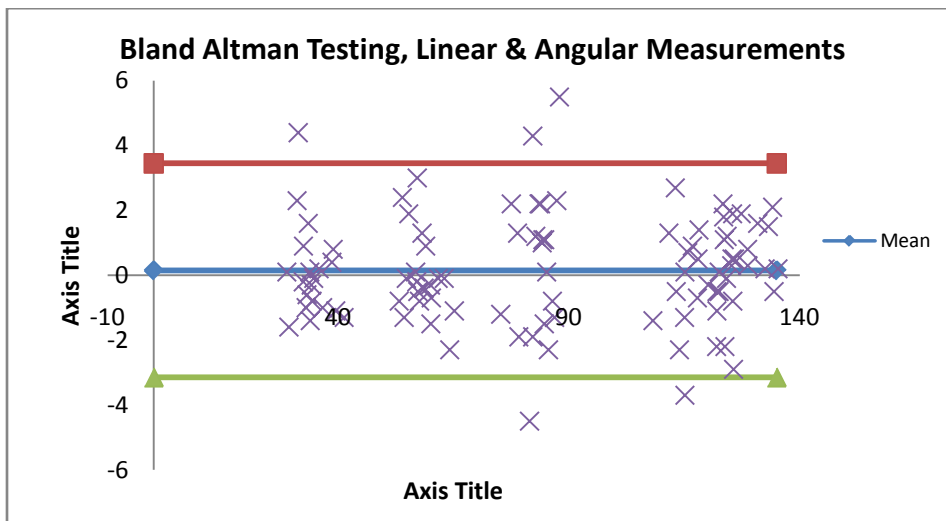 Bland Altman Testing, Linear & Angular Measurements
6
4
2
0
-2
-4
-6
-10
40
90
140
Axis Title
Axis Title
Mean